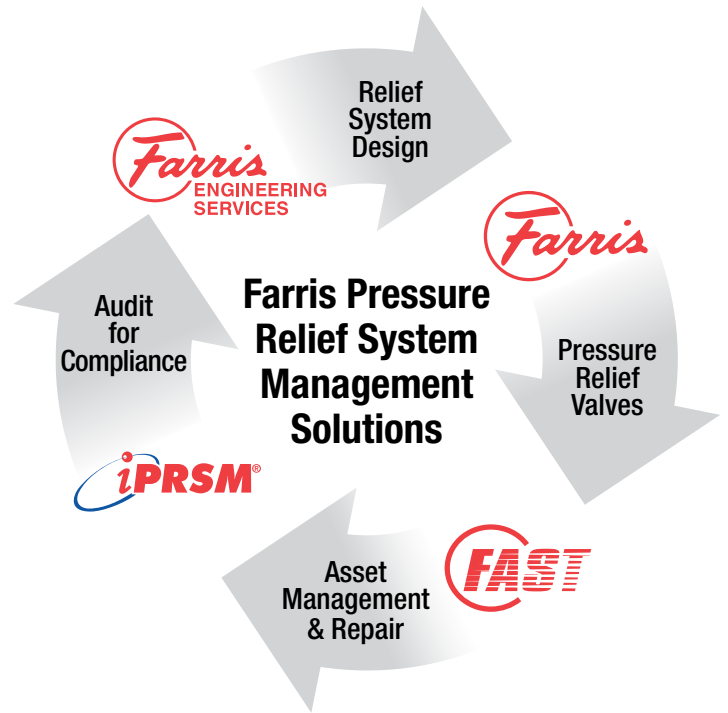 Relief
System
Design
Farris
ENGINEERING
SERVICES
Farris
Farris Pressure
Relief System
Management
Solutions
Pressure
Relief
Valves
FAST
Asset
Management
& Repair
iPRSM®
Audit
for
Compliance